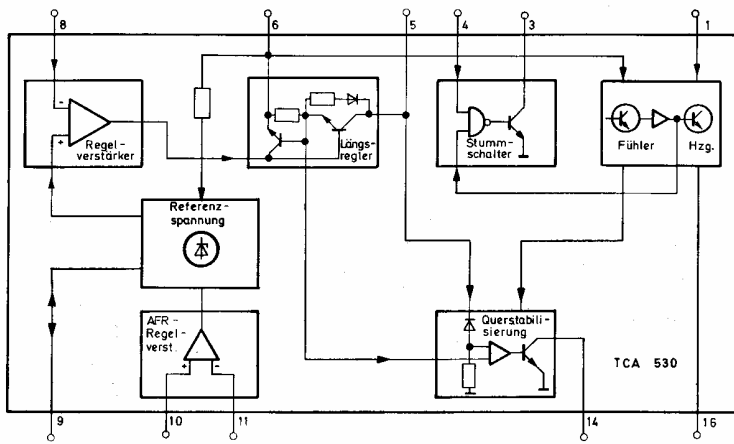 8 6 5 4 3 1
- +
Regel-
verstärker
Längs-
regler
Stumm-
schalter
Fühler Hzg.
Referenz-
spannung
AFR-
Regel-
verst.
+ -
Querstabili-
sierung
TCA 530
9 10 11 14 16